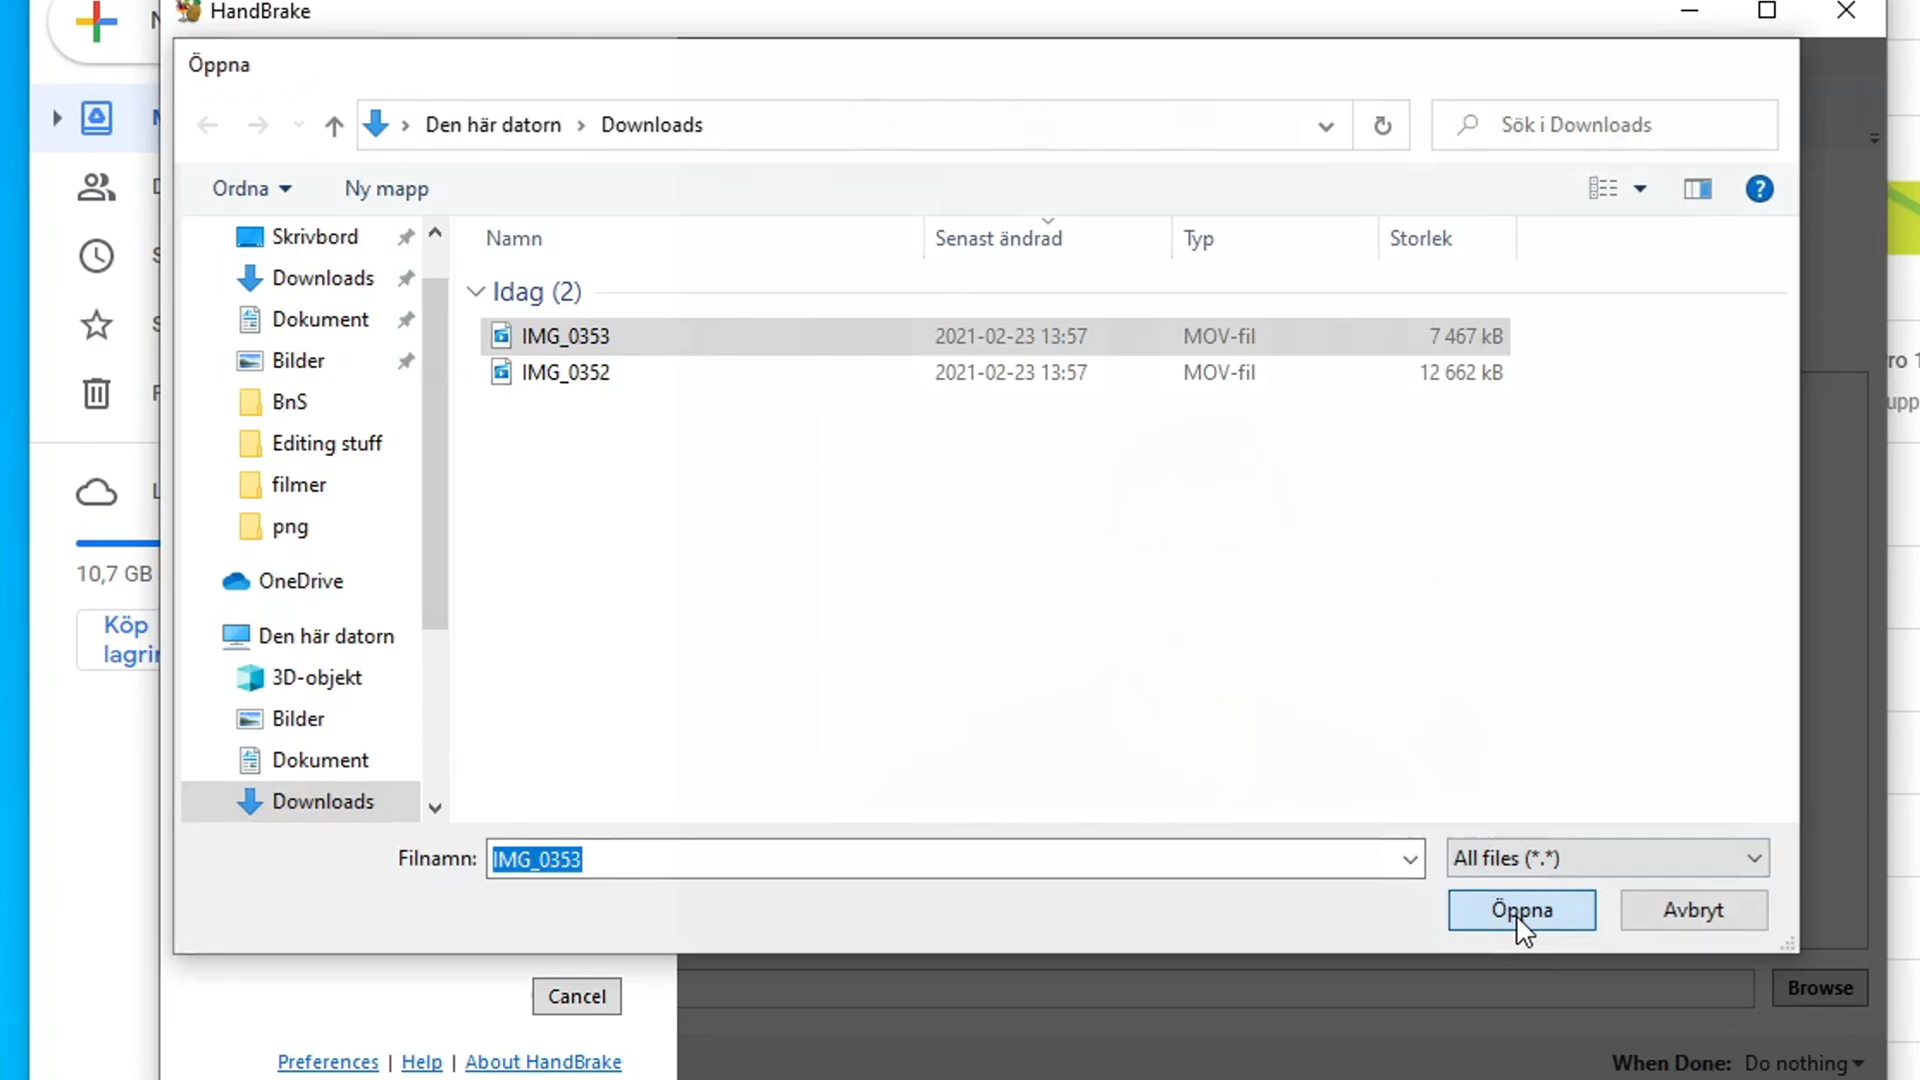 HandBrake
Öppna
Den här datorn
Downloads
Sök i Downloads
Ordna
Ny mapp
?
Skrivbord
Downloads
Dokument
Bilder
BnS
Editing stuff
filmer
png
OneDrive
Den här datorn
3D-objekt
Bilder
Dokument
Downloads
Namn
Senast ändrad
Typ
Storlek
Idag (2)
IMG_0353 2021-02-23 13:57 MOV-fil 7 467 kB
IMG_0352 2021-02-23 13:57 MOV-fil 12 662 kB
Filnamn: IMG_0353
All files (*.*)
Öppna
Avbryt
10,7 GB
Köp
lagri
Cancel
Browse
Preferences | Help | About HandBrake
When Done: Do nothing